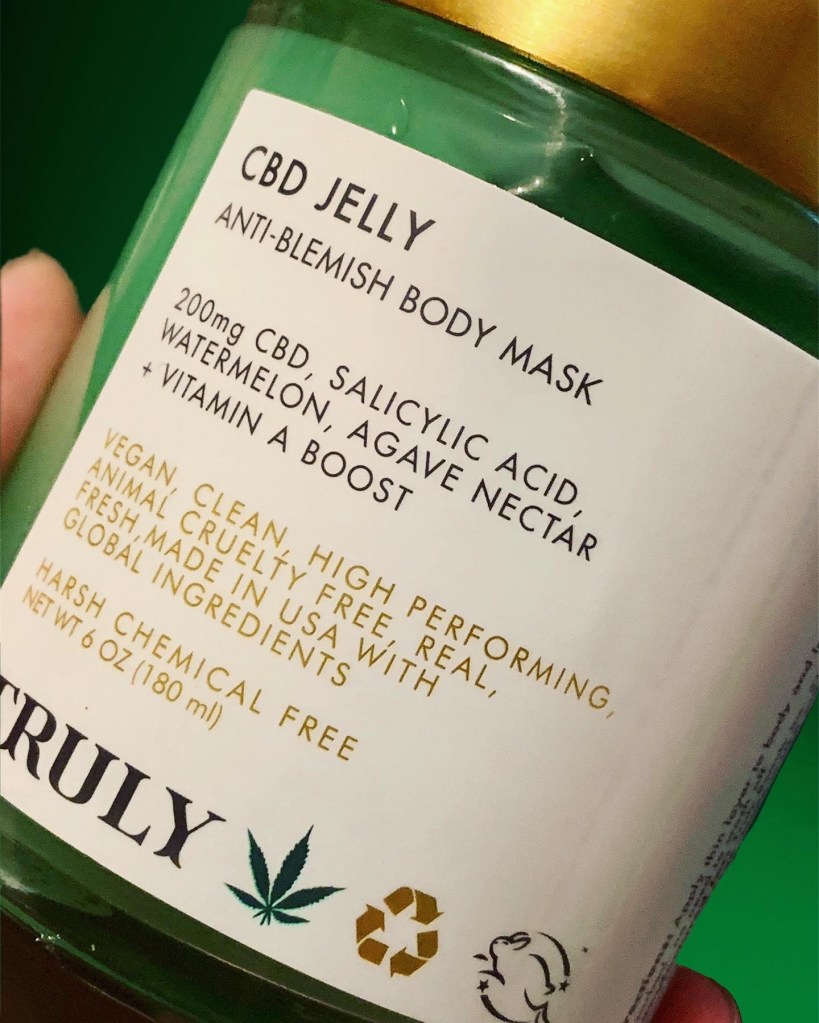 CBD JELLY
ANTI-BLEMISH BODY MASK
200mg CBD, SALICYLIC ACID,
WATERMELON, AGAVE NECTAR
+ VITAMIN A BOOST
VEGAN, CLEAN, HIGH PERFORMING,
ANIMAL CRUELTY FREE, REAL,
FRESH,MADE IN USA WITH
GLOBAL INGREDIENTS
HARSH CHEMICAL FREE
NET WT 6 OZ (180 ml)
TRULY